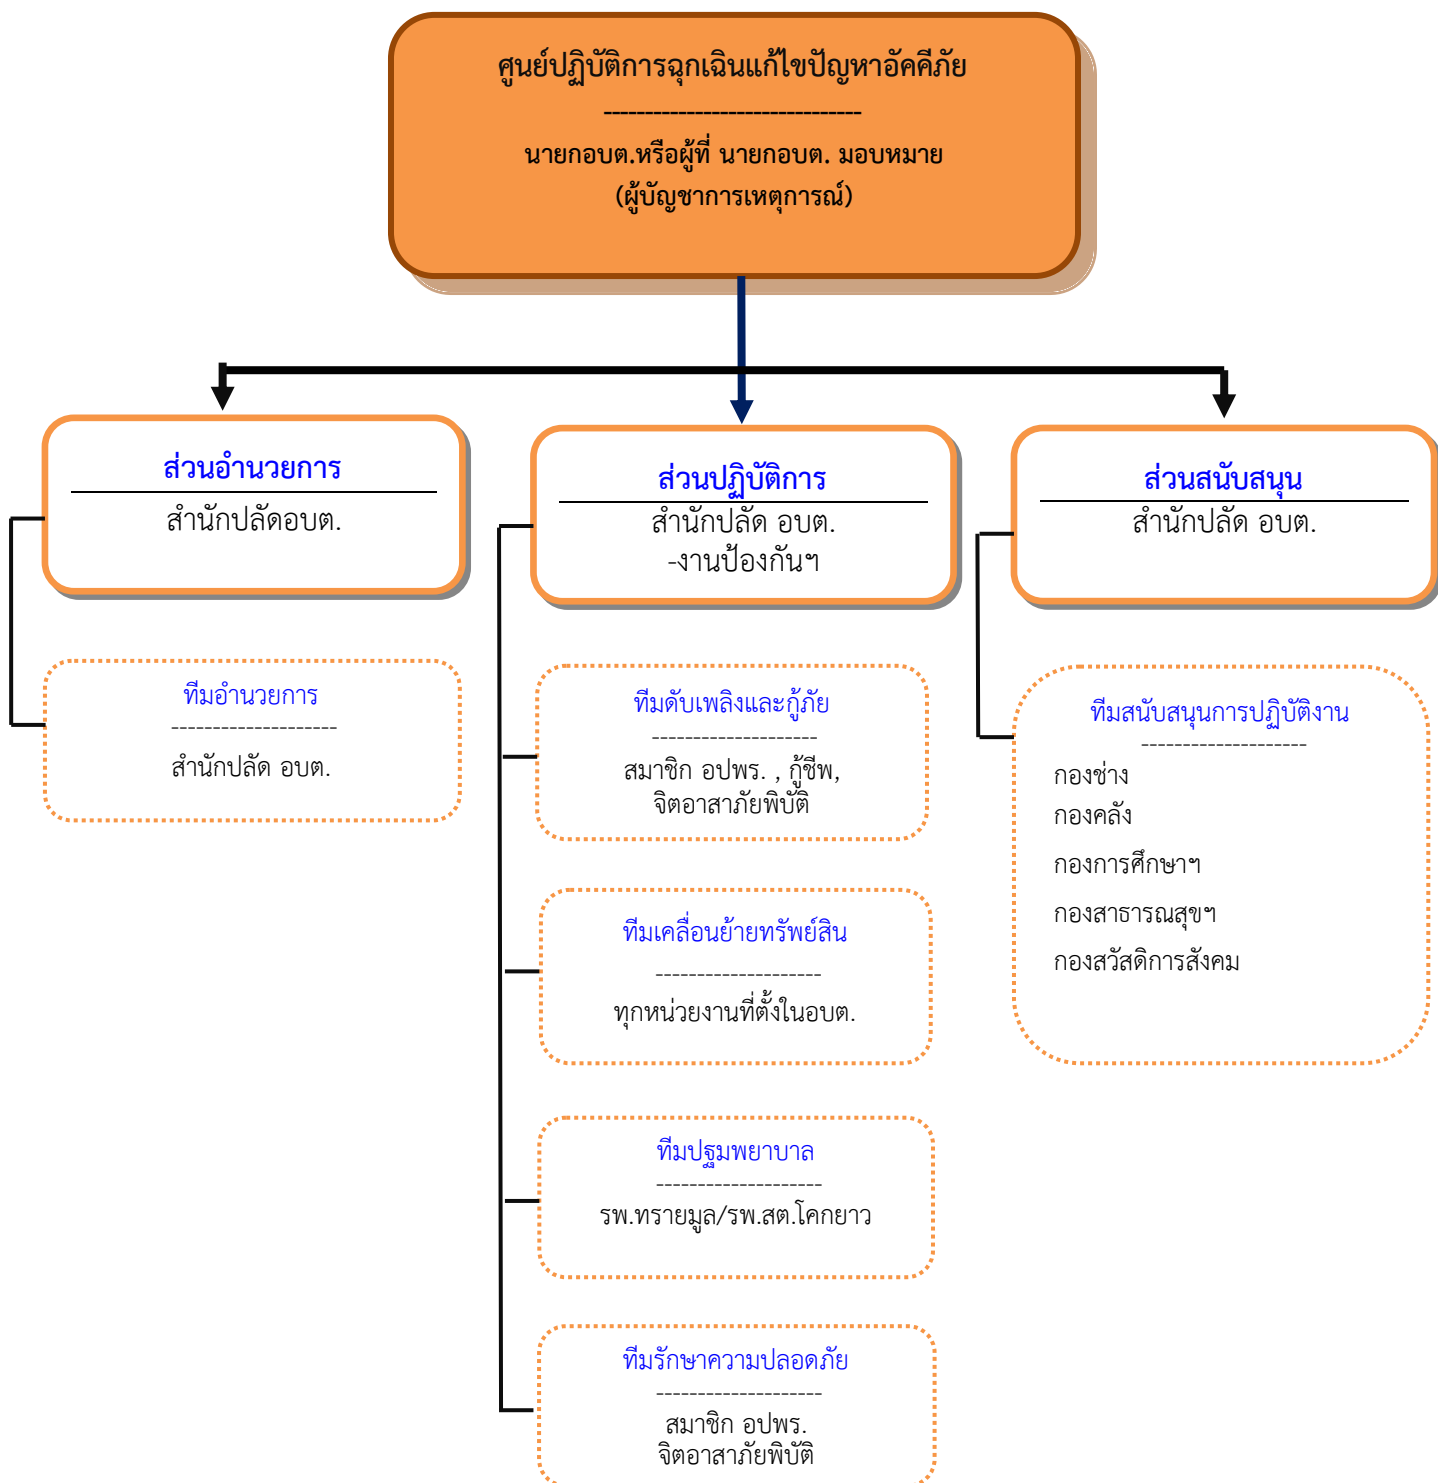 ศูนย์ปฏิบัติการฉุกเฉินแก้ไขปัญหาอัคคีภัย
-------------------------------
นายกอบต.หรือผู้ที่ นายกอบต. มอบหมาย
(ผู้บัญชาการเหตุการณ์)
ส่วนอำนวยการ
สำนักปลัดอบต.
ทีมอำนวยการ
--------------------
สำนักปลัด อบต.
ส่วนปฏิบัติการ
สำนักปลัด อบต.
-งานป้องกันฯ
ทีมดับเพลิงและกู้ภัย
--------------------
สมาชิก อปพร. , กู้ชีพ,
จิตอาสาภัยพิบัติ
ทีมเคลื่อนย้ายทรัพย์สิน
--------------------
ทุกหน่วยงานที่ตั้งในอบต.
ทีมปฐมพยาบาล
--------------------
รพ.ทรายมูล/รพ.สต.โคกยาว
ทีมรักษาความปลอดภัย
--------------------
สมาชิก อปพร.
จิตอาสาภัยพิบัติ
ส่วนสนับสนุน
สำนักปลัด อบต.
ทีมสนับสนุนการปฏิบัติงาน
--------------------
กองช่าง
กองคลัง
กองการศึกษาฯ
กองสาธารณสุขฯ
กองสวัสดิการสังคม